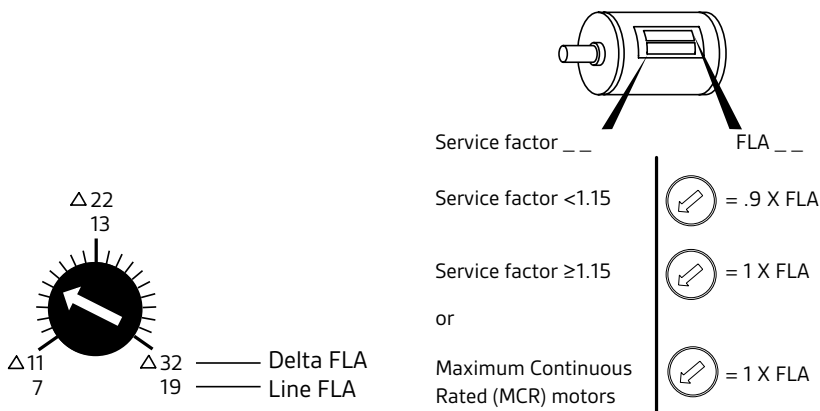 Service factor _ _
FLA _ _
Service factor <1.15
= .9 X FLA
Service factor ≥1.15
= 1 X FLA
or
Maximum Continuous
Rated (MCR) motors
= 1 X FLA
△22
13
△11
7
△32
19
Delta FLA
Line FLA